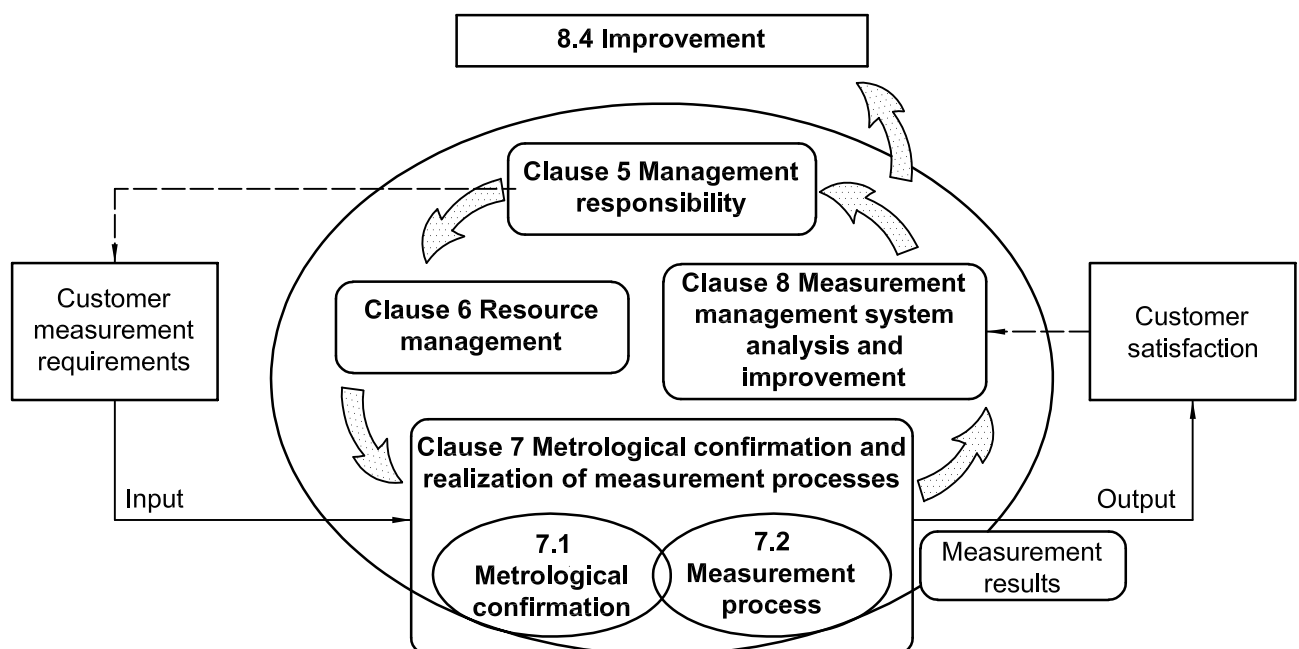 8.4 Improvement
Clause 5 Management
responsibility
Customer
measurement
requirements
Clause 6 Resource
management
Clause 8 Measurement
management system
analysis and
improvement
Customer
satisfaction
Clause 7 Metrological confirmation and
realization of measurement processes
Input
Output
7.1
Metrological
confirmation
7.2
Measurement
process
Measurement
results